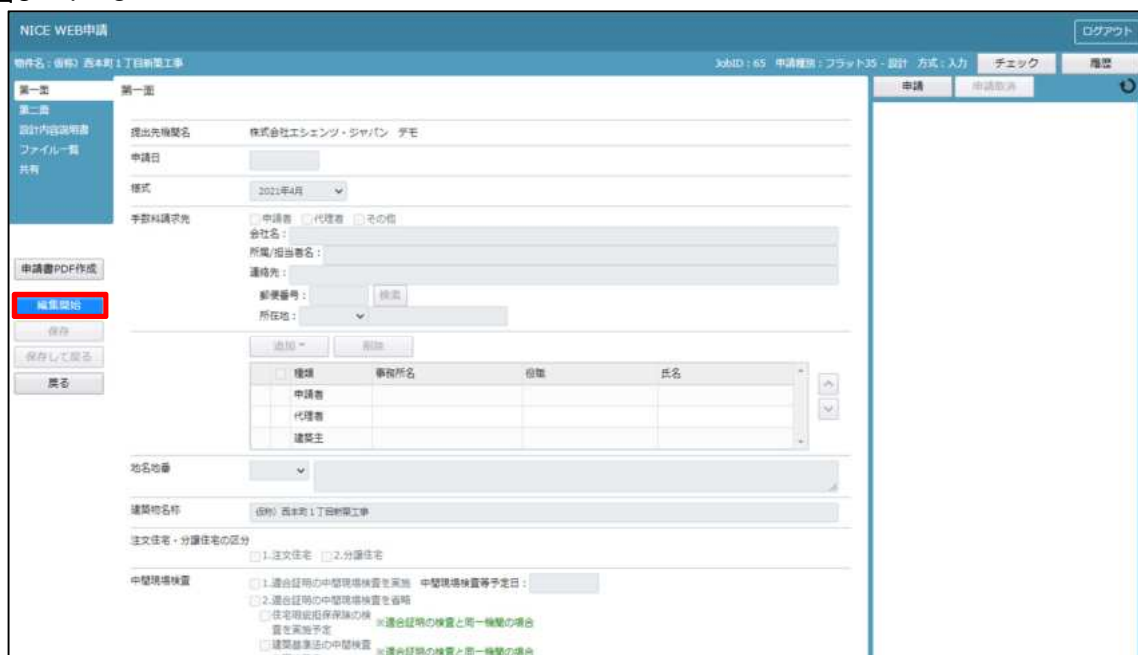 NICE WEB申請
ログアウト
物件名：仮称）西本町１丁目新築工事
JobID：65 申請種別：フラット35 - 設計 方式：入力
チェック
履歴
第一面
第二面
設計内容説明書
ファイル一覧
共有
第一面
申請
申請取消
提出先機関名 株式会社エシェンツ・ジャパン デモ
申請日
様式 2021年4月
手数料請求先 申請者 代理者 その他
会社名：
所属/担当者名：
連絡先：
郵便番号： 検索
所在地：
申請書PDF作成
編集開始
保存
保存して戻る
戻る
追加 削除
種類 事務所名 役職 氏名
申請者
代理者
建築主
地名地番
建築物名称 仮称）西本町１丁目新築工事
注文住宅・分譲住宅の区分
1.注文住宅 2.分譲住宅
中間現場検査 1.適合証明の中間現場検査を実施 中間現場検査等予定日：
2.適合証明の中間現場検査を省略
住宅瑕疵担保保険の検
査を実施予定 ※適合証明の検査と同一機関の場合
建築基準法の中間検査
※適合証明の検査と同一機関の場合